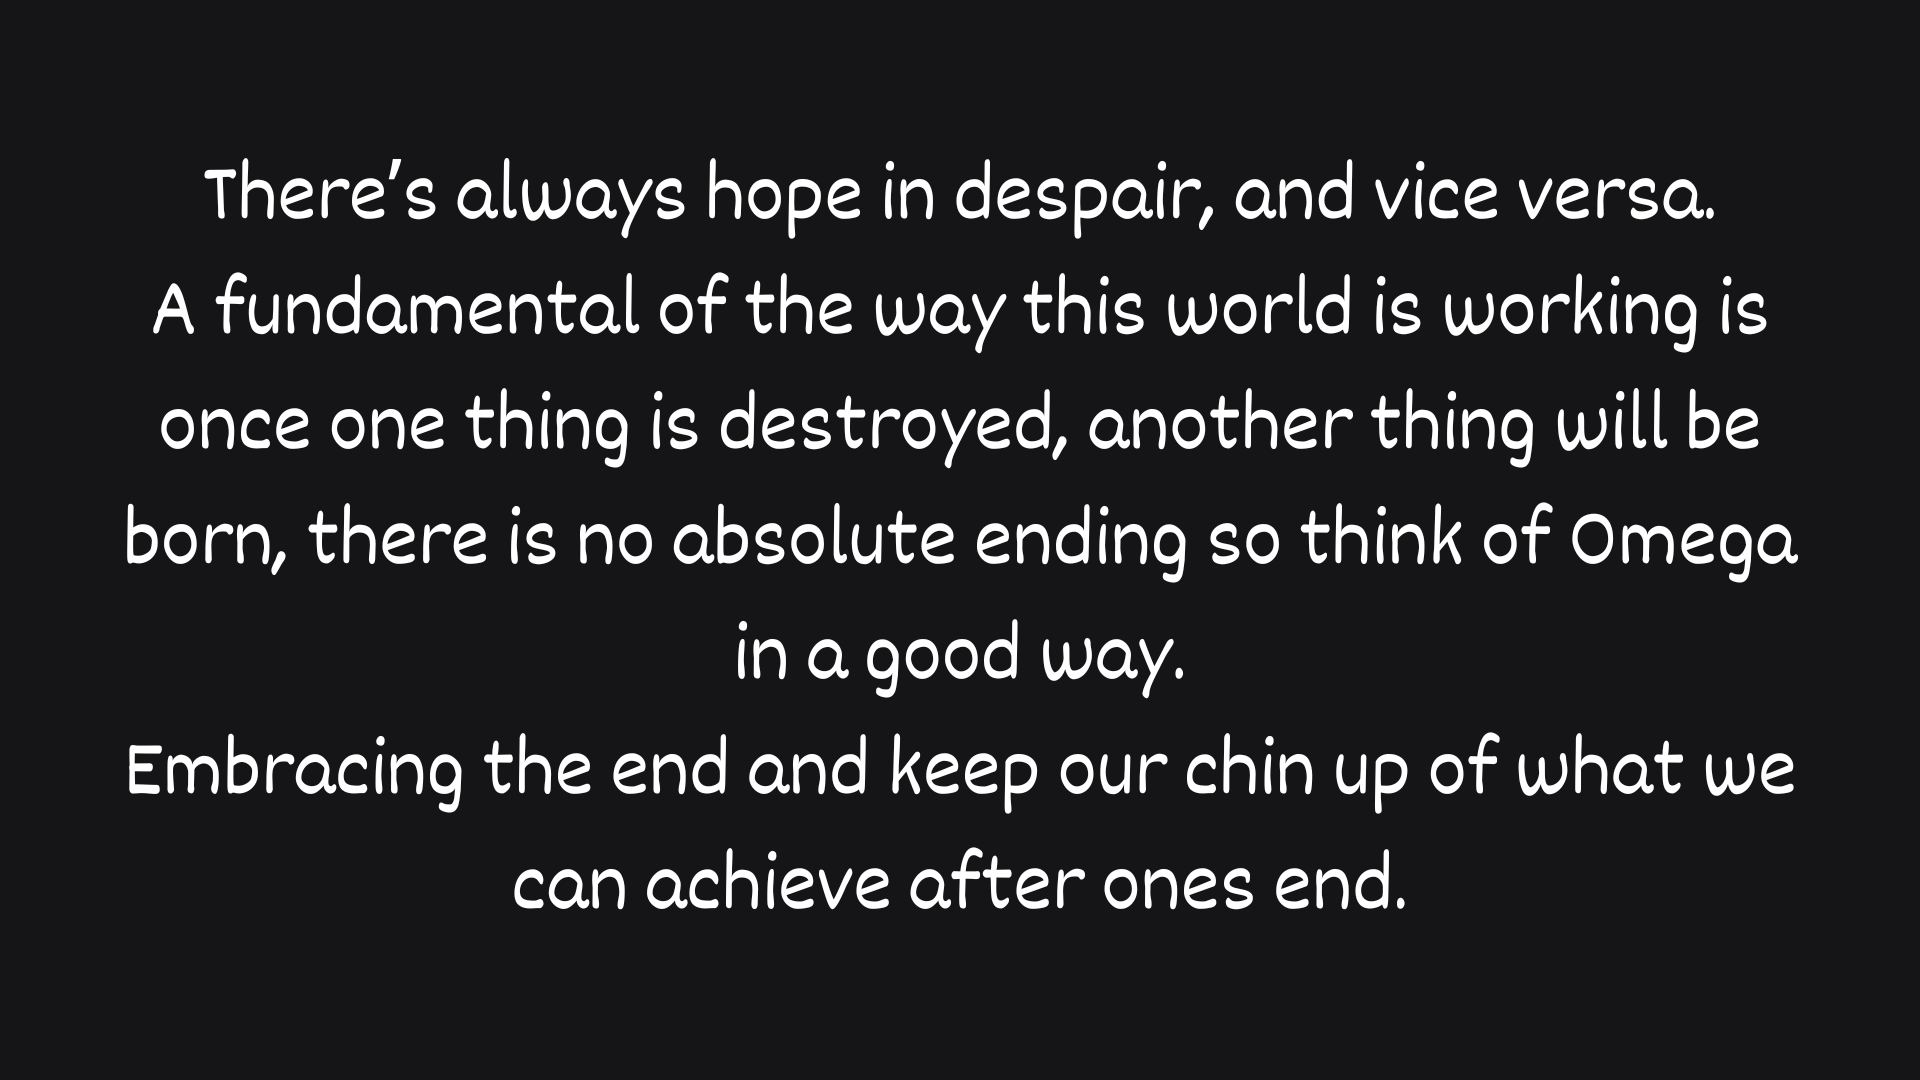 There's always hope in despair, and vice versa.
A fundamental of the way this world is working is
once one thing is destroyed, another thing will be
born, there is no absolute ending so think of Omega
in a good way.
Embracing the end and keep our chin up of what we
can achieve after ones end.